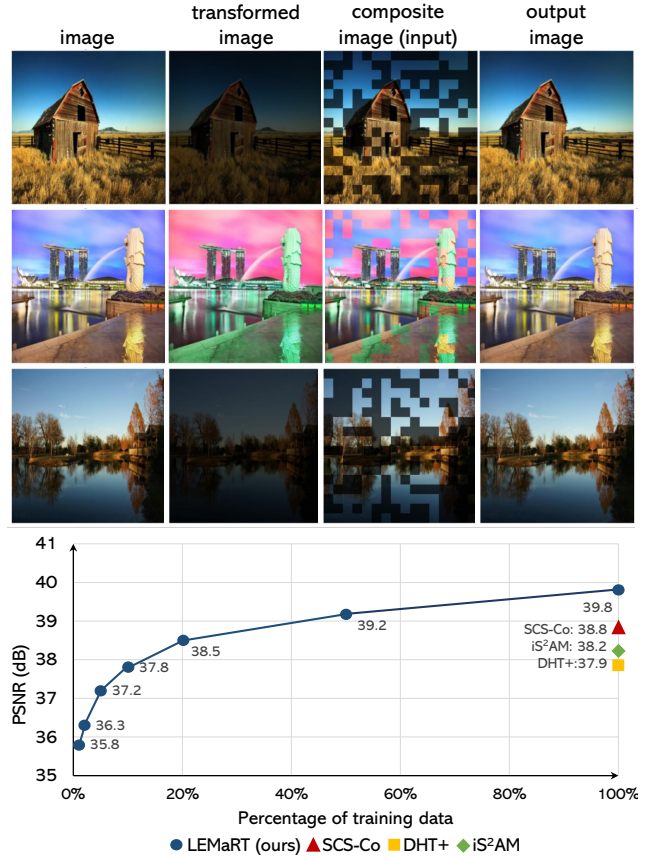 image
transformed image
composite image (input)
output image
41
40
39
38
37
36
35
PSNR (dB)
35.8
36.3
37.2
37.8
38.5
39.2
39.8
SCS-Co: 38.8
iS²AM: 38.2
DHT+:37.9
0%
20%
40%
60%
80%
100%
Percentage of training data
LEMaRT (ours) SCS-Co DHT+ iS²AM